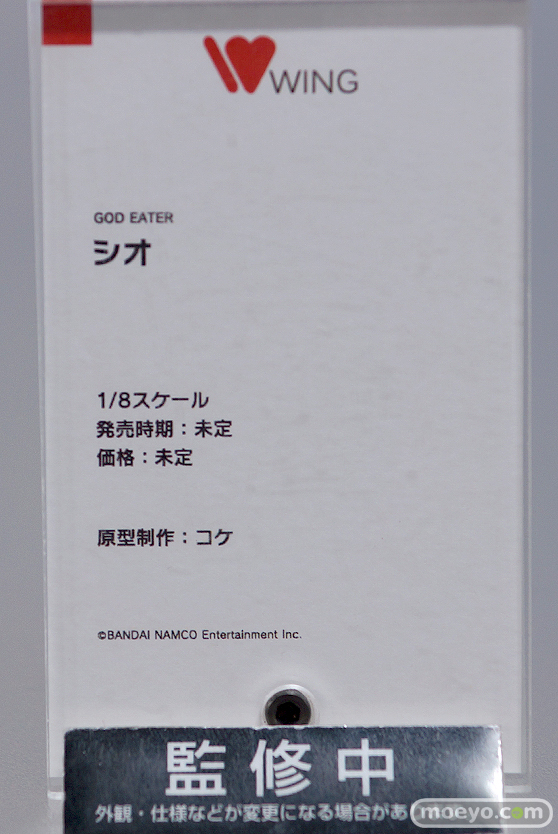 WING
GOD EATER
シオ
1/8スケール
発売時期：未定
価格：未定
原型制作：コケ
©BANDAI NAMCO Entertainment Inc.
監修中
外観・仕様などが変更になる場合があ
moeyo.com